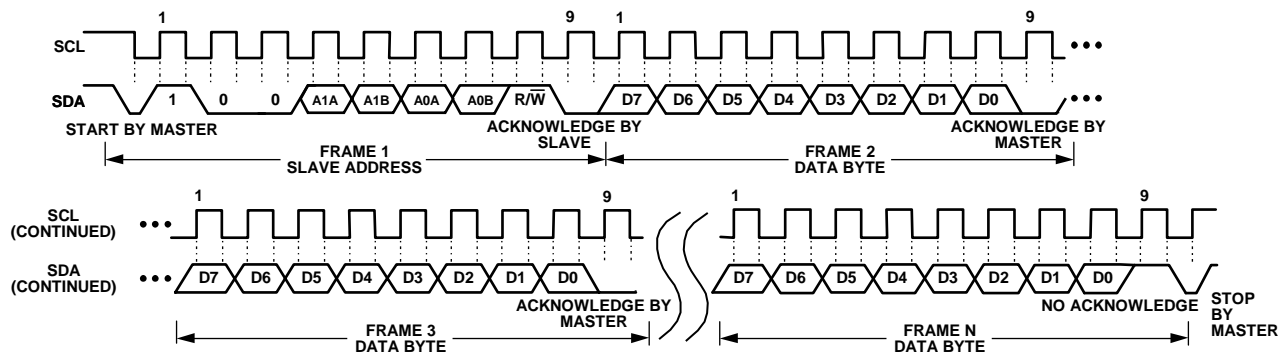 1 9 1 9
SCL
SDA 1 0 0 A1A A1B A0A A0B R/W̅ D7 D6 D5 D4 D3 D2 D1 D0
START BY MASTER
ACKNOWLEDGE BY
SLAVE
ACKNOWLEDGE BY
MASTER
FRAME 1
SLAVE ADDRESS
FRAME 2
DATA BYTE
1 9 1 9
SCL
(CONTINUED)
SDA
(CONTINUED)
D7 D6 D5 D4 D3 D2 D1 D0
D7 D6 D5 D4 D3 D2 D1 D0
ACKNOWLEDGE BY
MASTER
NO ACKNOWLEDGE
STOP
BY
MASTER
FRAME 3
DATA BYTE
FRAME N
DATA BYTE